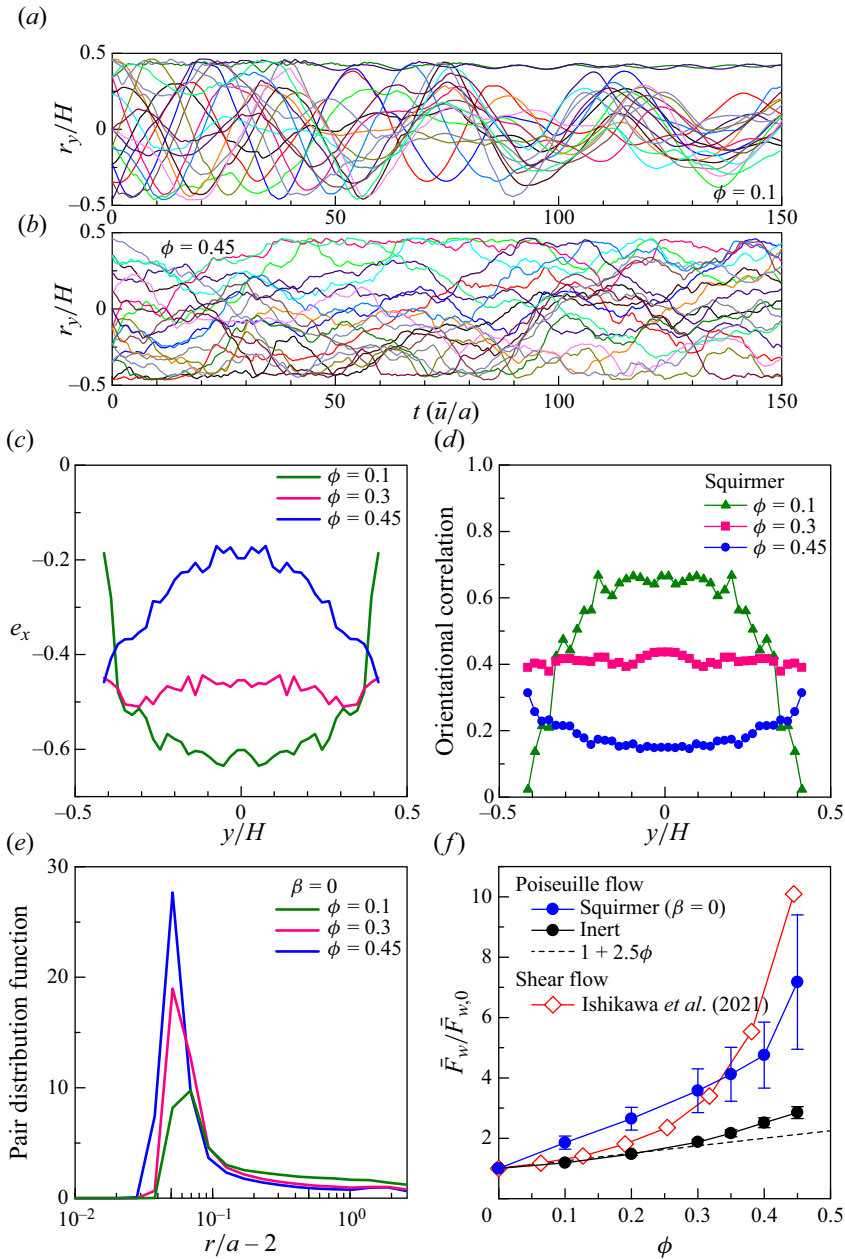 (a)
0.5
0
–0.5
r_y/H
ϕ = 0.1
0 50 100 150
(b)
0.5
0
–0.5
r_y/H
ϕ = 0.45
0 50 100 150
t (ū/a)
(c)
0
–0.2
–0.4
–0.6
e_x
ϕ = 0.1
ϕ = 0.3
ϕ = 0.45
–0.5 0 0.5
y/H
(d)
1.0
0.8
0.6
0.4
0.2
0
Orientational correlation
Squirmer
ϕ = 0.1
ϕ = 0.3
ϕ = 0.45
–0.5 0 0.5
y/H
(e)
30
20
10
0
Pair distribution function
β = 0
ϕ = 0.1
ϕ = 0.3
ϕ = 0.45
10⁻² 10⁻¹ 10⁰
r/a – 2
(f)
10
8
6
4
2
0
F̄_w/F̄_w,0
Poiseuille flow
Squirmer (β = 0)
Inert
1 + 2.5ϕ
Shear flow
Ishikawa et al. (2021)
0 0.1 0.2 0.3 0.4 0.5
ϕ